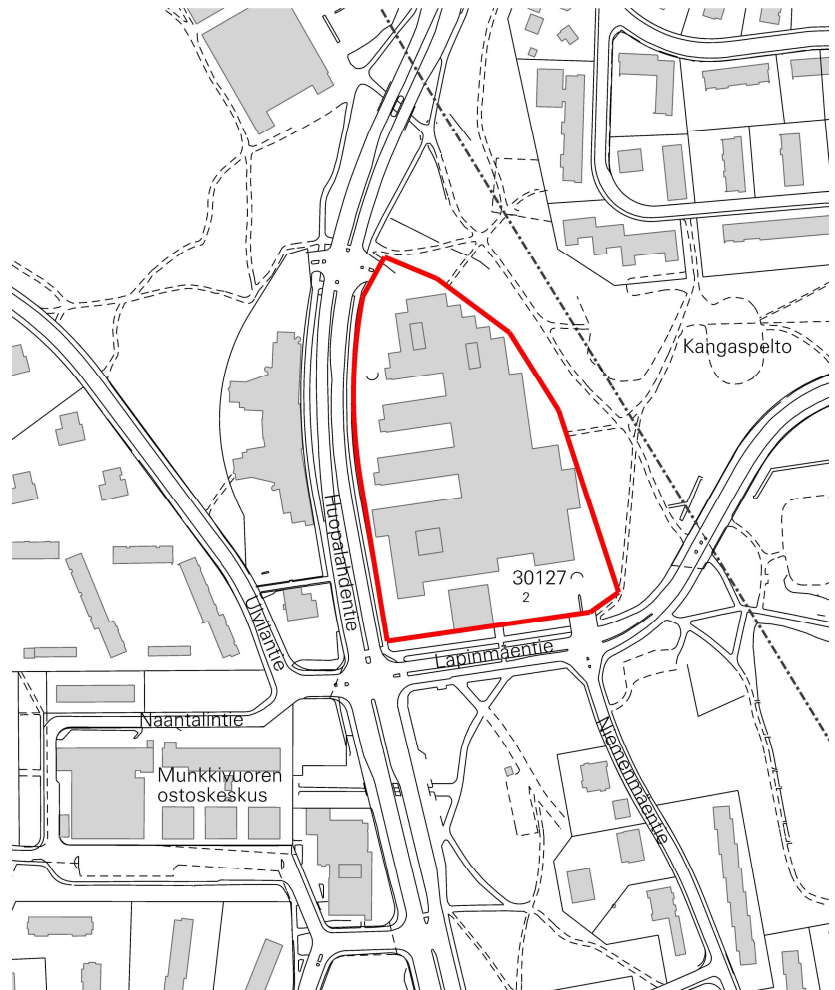 Kangaspelto
Huopalahdentie
30127
2
Ulvilantie
Lapinmäentie
Naantalintie
Niemenmäentie
Munkkivuoren
ostoskeskus